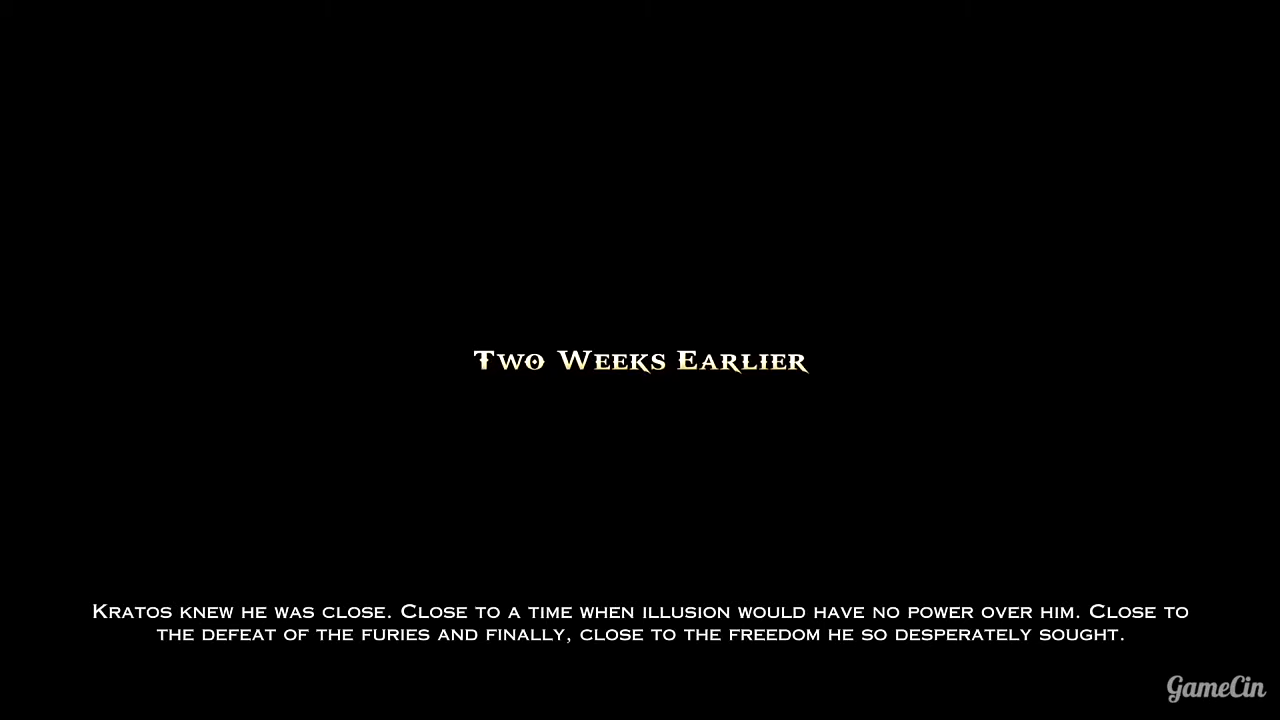 Two Weeks Earlier
Kratos knew he was close. Close to a time when illusion would have no power over him. Close to
the defeat of the Furies and finally, close to the freedom he so desperately sought.
GameCin